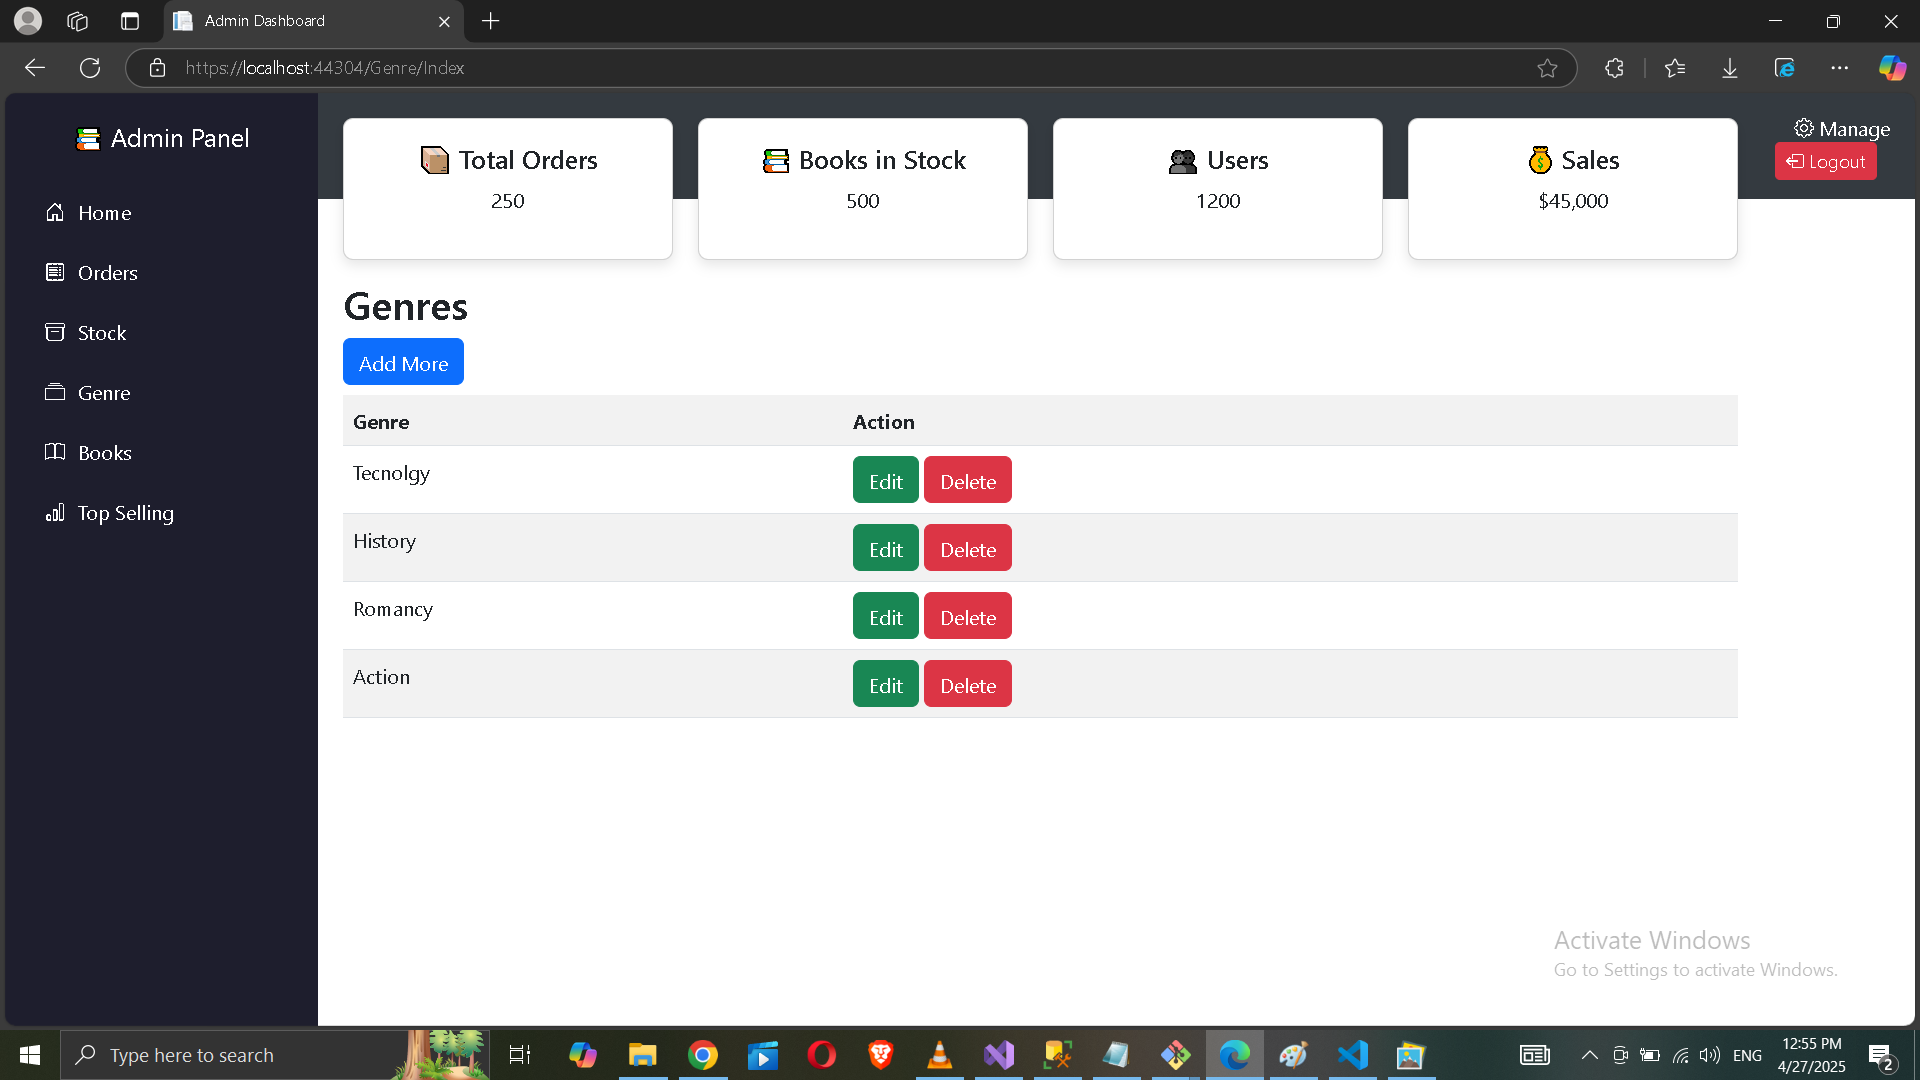 Admin Dashboard
https://localhost:44304/Genre/Index
Admin Panel
Home
Orders
Stock
Genre
Books
Top Selling
Total Orders
250
Books in Stock
500
Users
1200
Sales
$45,000
Manage
Logout
Genres
Add More
Genre Action
Tecnolgy Edit Delete
History Edit Delete
Romancy Edit Delete
Action Edit Delete
Activate Windows
Go to Settings to activate Windows.
Type here to search
ENG
12:55 PM
4/27/2025
2